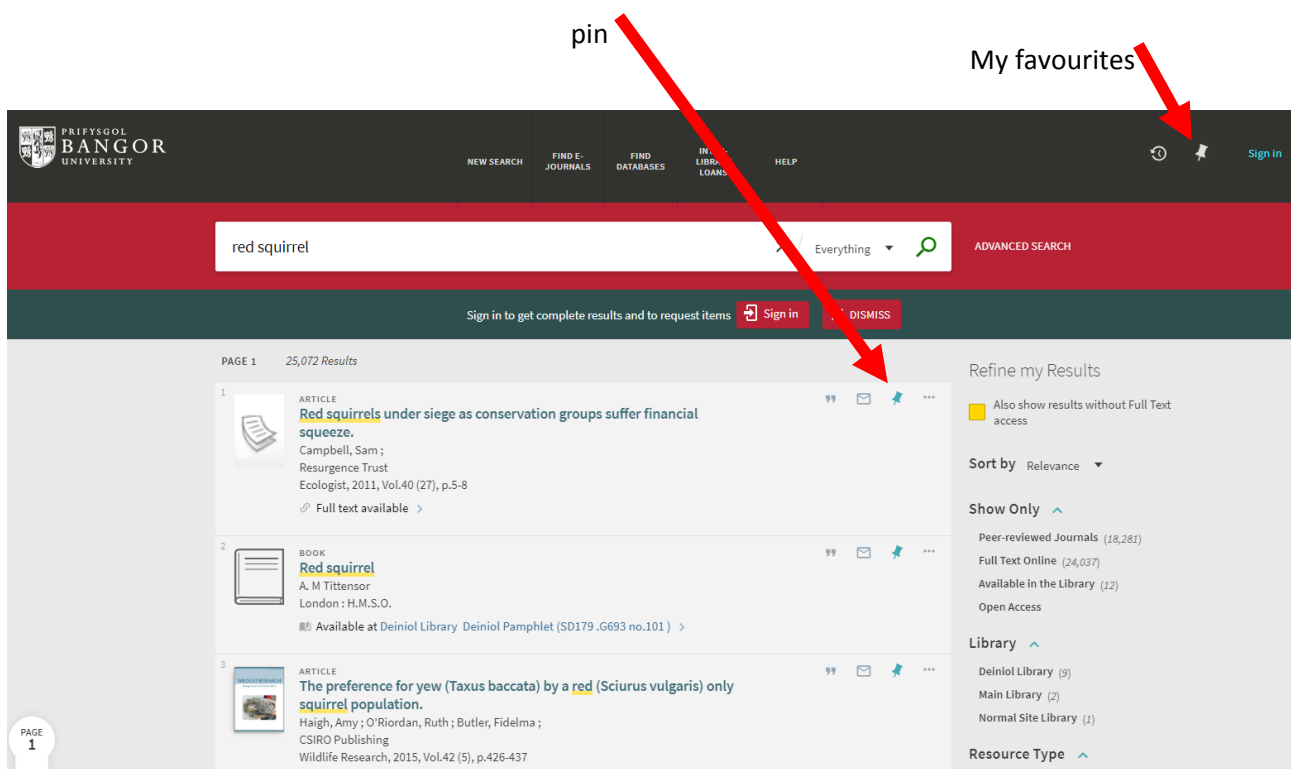 pin
My favourites
PRIFYSGOL
BANGOR
UNIVERSITY
NEW SEARCH
FIND E-
JOURNALS
FIND
DATABASES
LOANS
HELP
Sign in
red squirrel
Everything
ADVANCED SEARCH
Sign in to get complete results and to request items
Sign in
DISMISS
PAGE 1
25,072 Results
1
ARTICLE
Red squirrels under siege as conservation groups suffer financial
squeeze.
Campbell, Sam ;
Resurgence Trust
Ecologist, 2011, Vol.40 (27), p.5-8
Full text available
2
BOOK
Red squirrel
A. M Tittensor
London : H.M.S.O.
Available at Deiniol Library Deiniol Pamphlet (SD179 .G693 no.101 )
3
ARTICLE
The preference for yew (Taxus baccata) by a red (Sciurus vulgaris) only
squirrel population.
Haigh, Amy ; O'Riordan, Ruth ; Butler, Fidelma ;
CSIRO Publishing
Wildlife Research, 2015, Vol.42 (5), p.426-437
WILDLIFE RESEARCH
Refine my Results
Also show results without Full Text
access
Sort by Relevance
Show Only
Peer-reviewed Journals (18,281)
Full Text Online (24,037)
Available in the Library (12)
Open Access
Library
Deiniol Library (9)
Main Library (2)
Normal Site Library (1)
Resource Type
PAGE
1